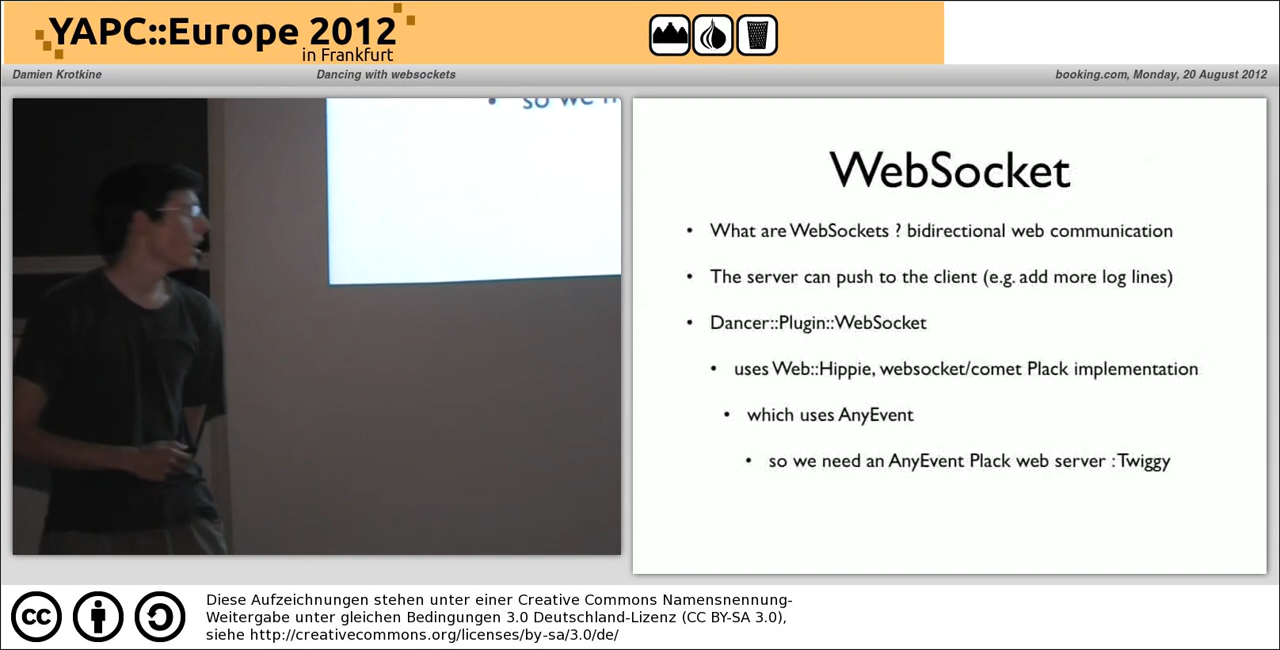 YAPC::Europe 2012
in Frankfurt
Damien Krotkine
Dancing with websockets
booking.com, Monday, 20 August 2012
so we
WebSocket
• What are WebSockets ? bidirectional web communication
• The server can push to the client (e.g. add more log lines)
• Dancer::Plugin::WebSocket
• uses Web::Hippie, websocket/comet Plack implementation
• which uses AnyEvent
• so we need an AnyEvent Plack web server : Twiggy
cc
Diese Aufzeichnungen stehen unter einer Creative Commons Namensnennung-
Weitergabe unter gleichen Bedingungen 3.0 Deutschland-Lizenz (CC BY-SA 3.0),
siehe http://creativecommons.org/licenses/by-sa/3.0/de/